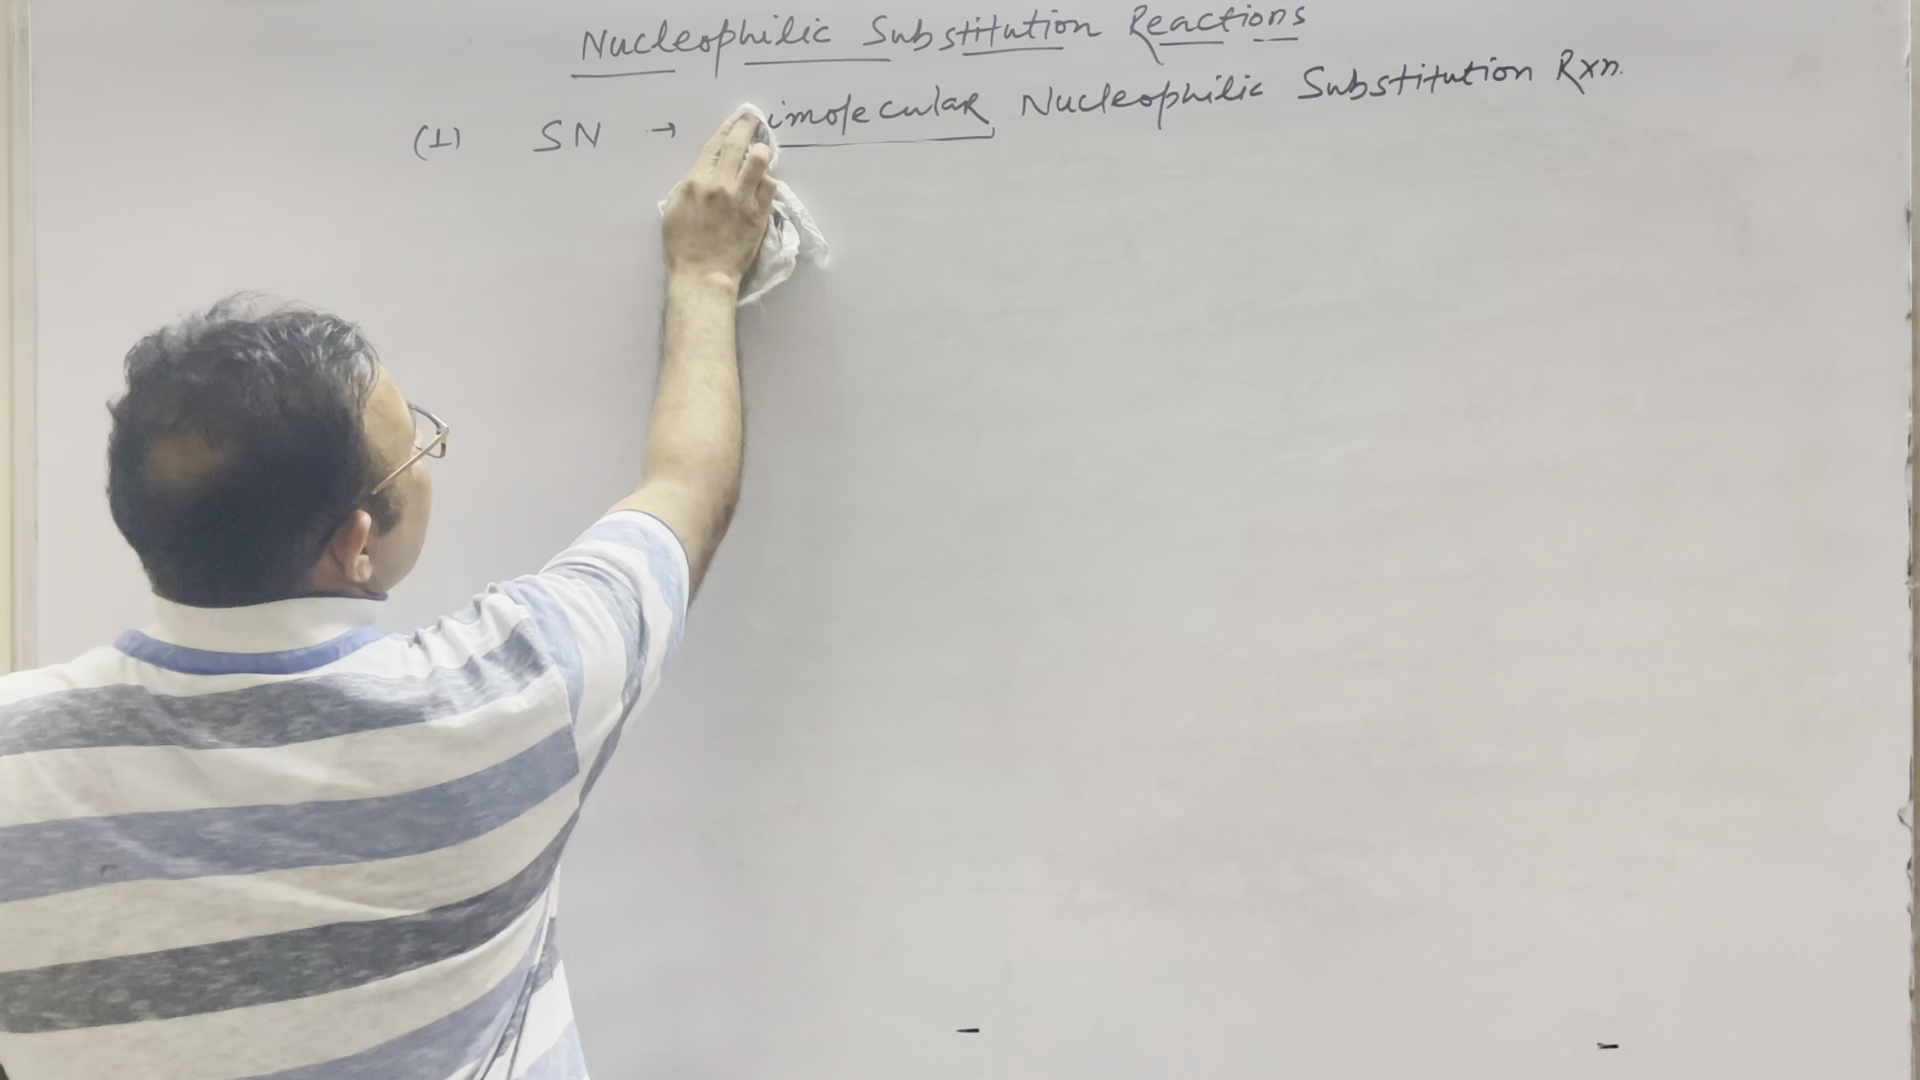 Nucleophilic Substitution Reactions
(1) SN → imolecular Nucleophilic Substitution Rxn.